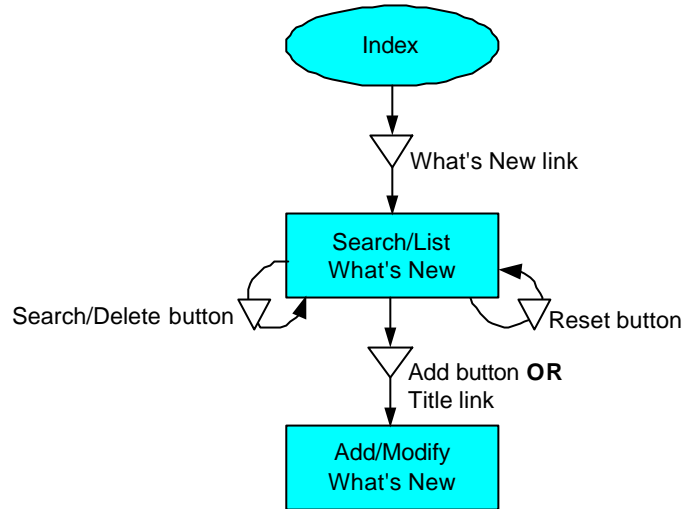 Index
What's New link
Search/List
What's New
Search/Delete button
Reset button
Add button OR
Title link
Add/Modify
What's New